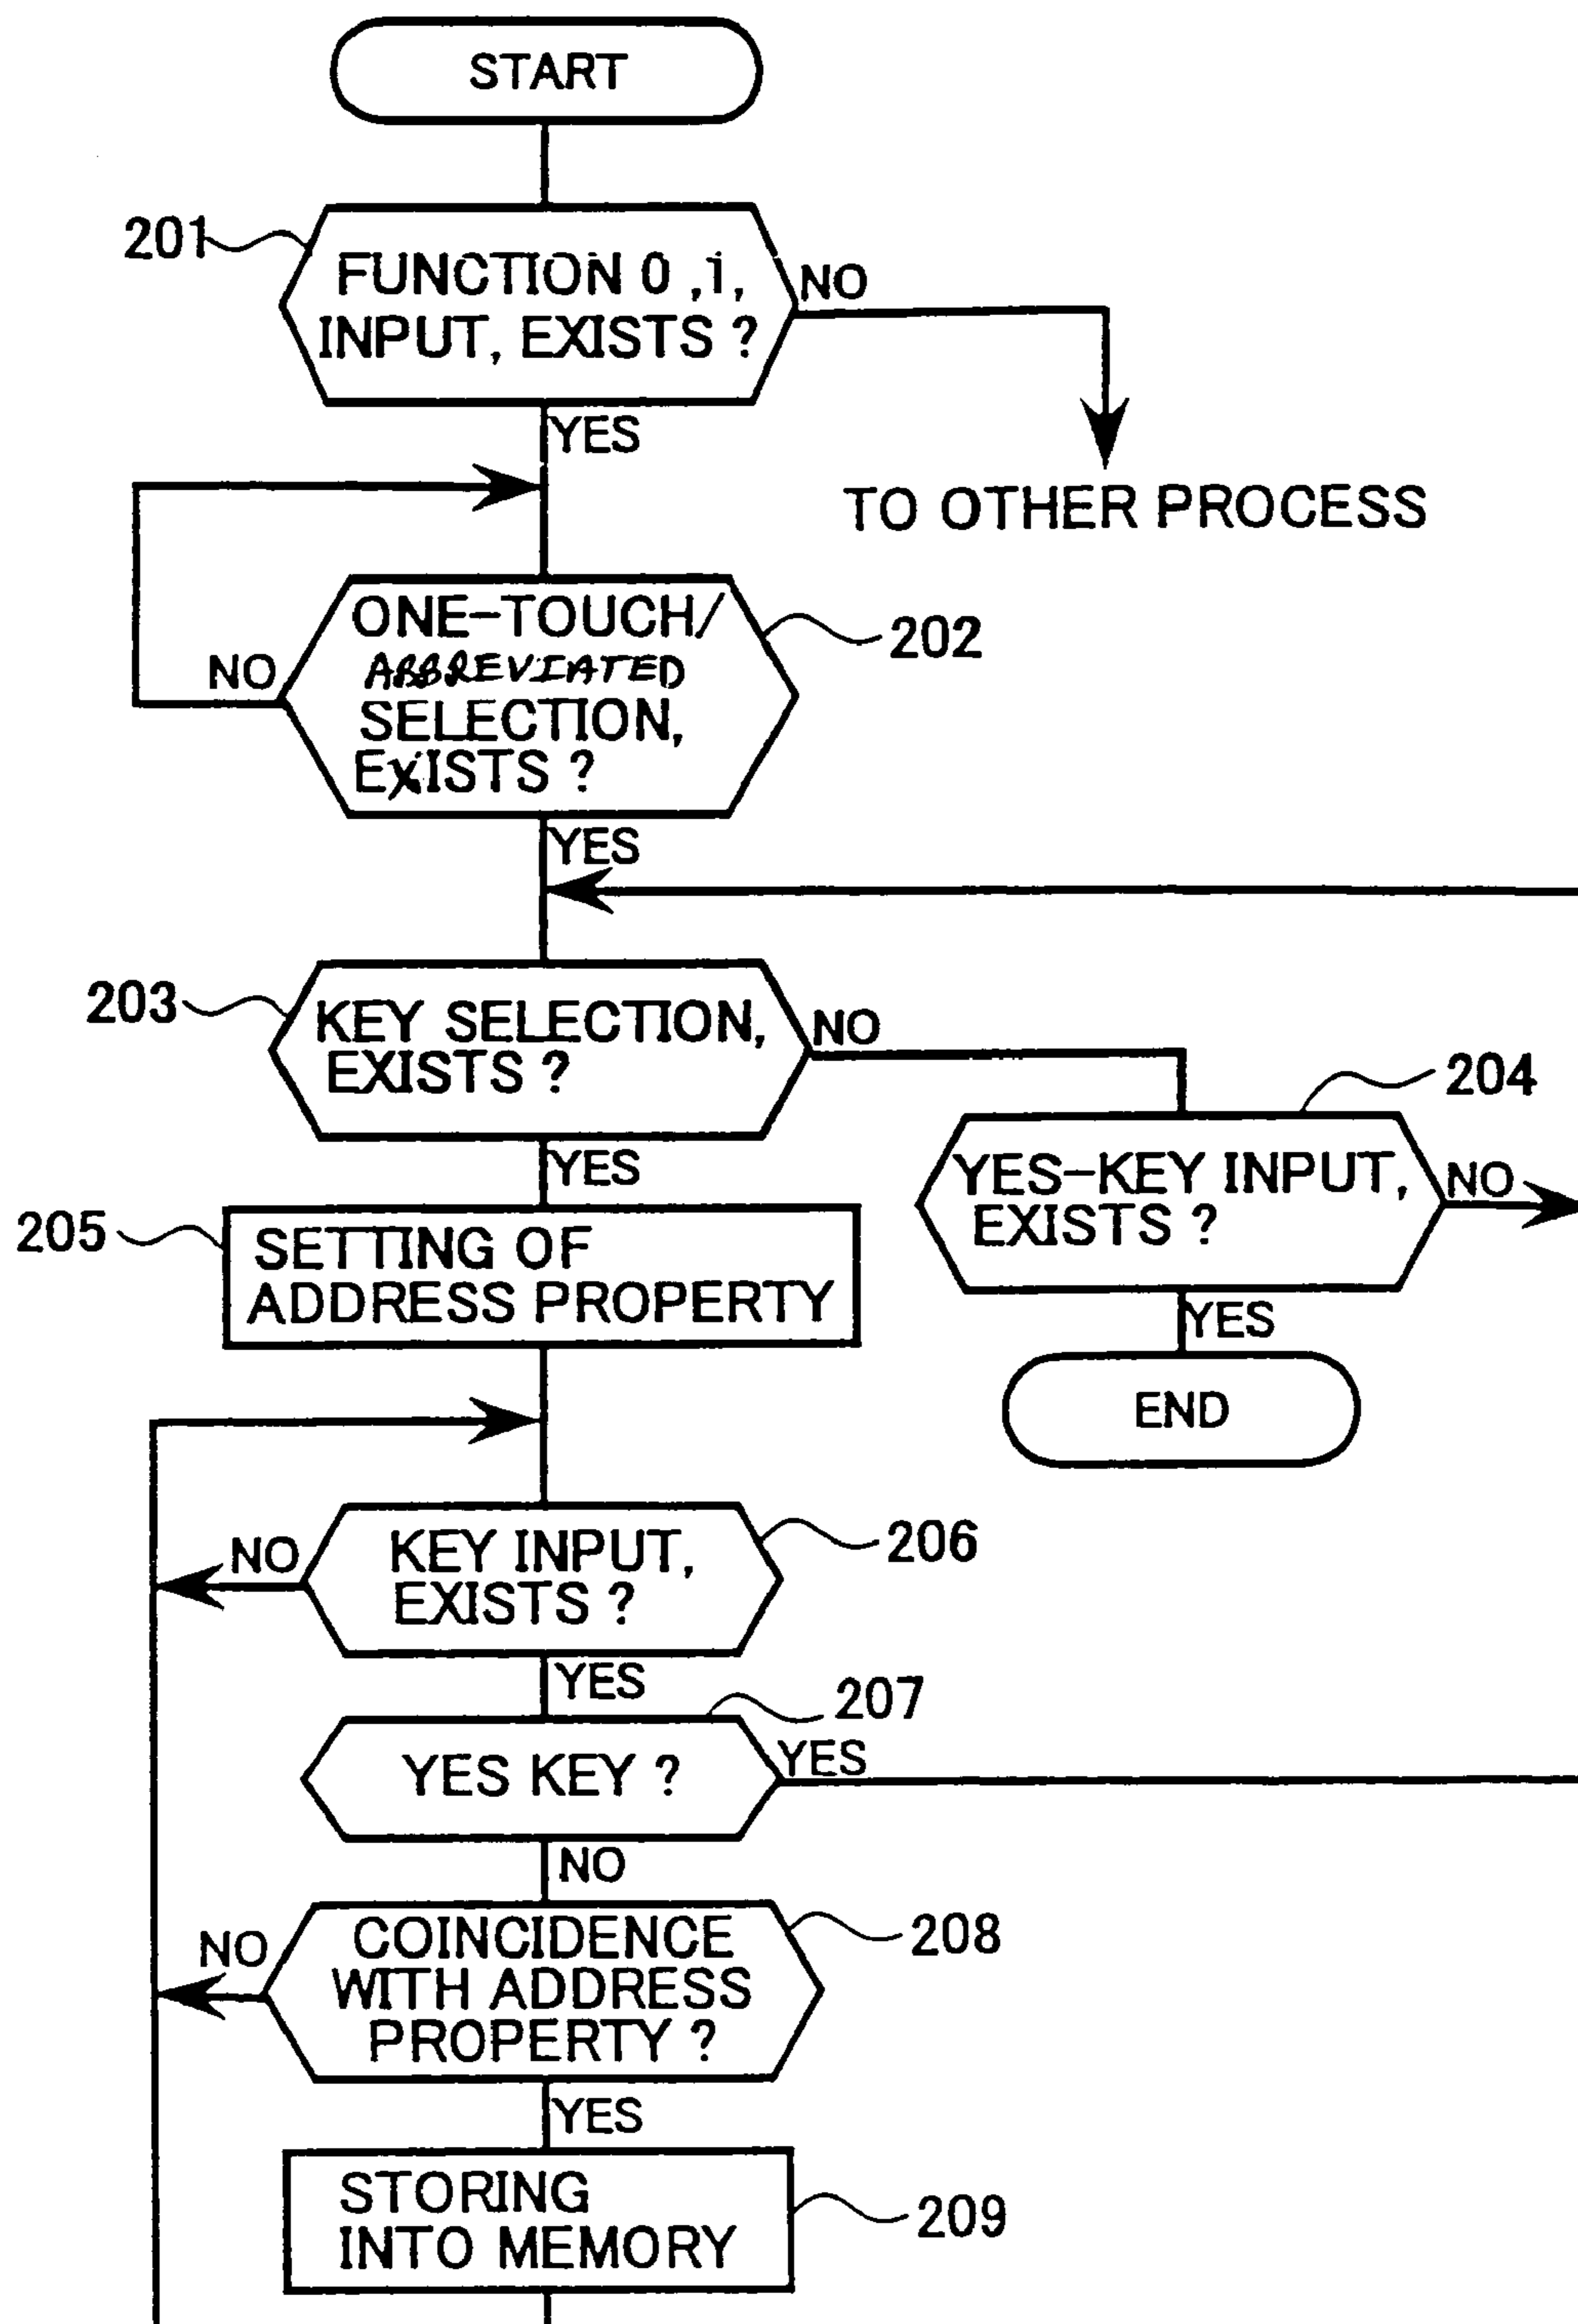 START
201
FUNCTION 0 ,i,
INPUT, EXISTS ?
NO
YES
TO OTHER PROCESS
ONE-TOUCH/
ABBREVIATED
SELECTION,
EXISTS ?
NO
202
YES
203
KEY SELECTION,
EXISTS ?
NO
204
YES-KEY INPUT,
EXISTS ?
NO
YES
205
SETTING OF
ADDRESS PROPERTY
YES
END
NO
KEY INPUT,
EXISTS ?
206
YES
207
YES KEY ?
YES
NO
NO
COINCIDENCE
WITH ADDRESS
PROPERTY ?
208
YES
STORING
INTO MEMORY
209